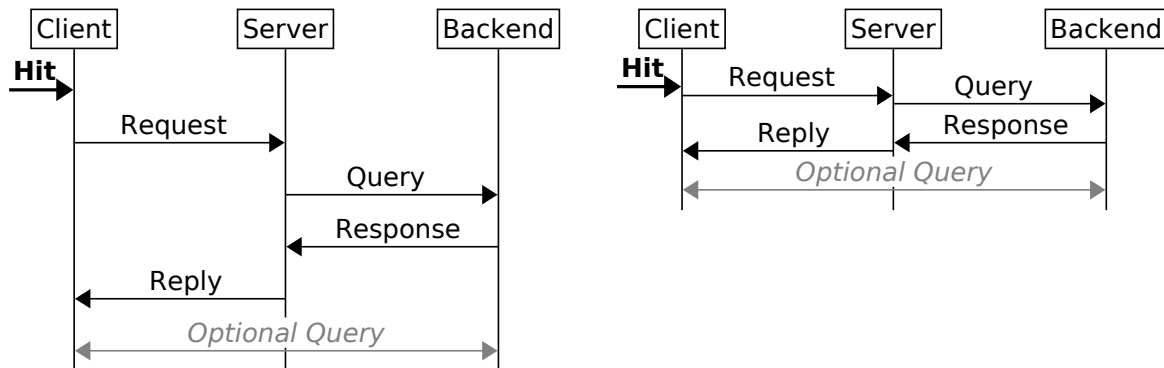 Client Server Backend
Hit
Request
Query
Response
Reply
Optional Query
Client Server Backend
Hit
Request
Query
Response
Reply
Optional Query